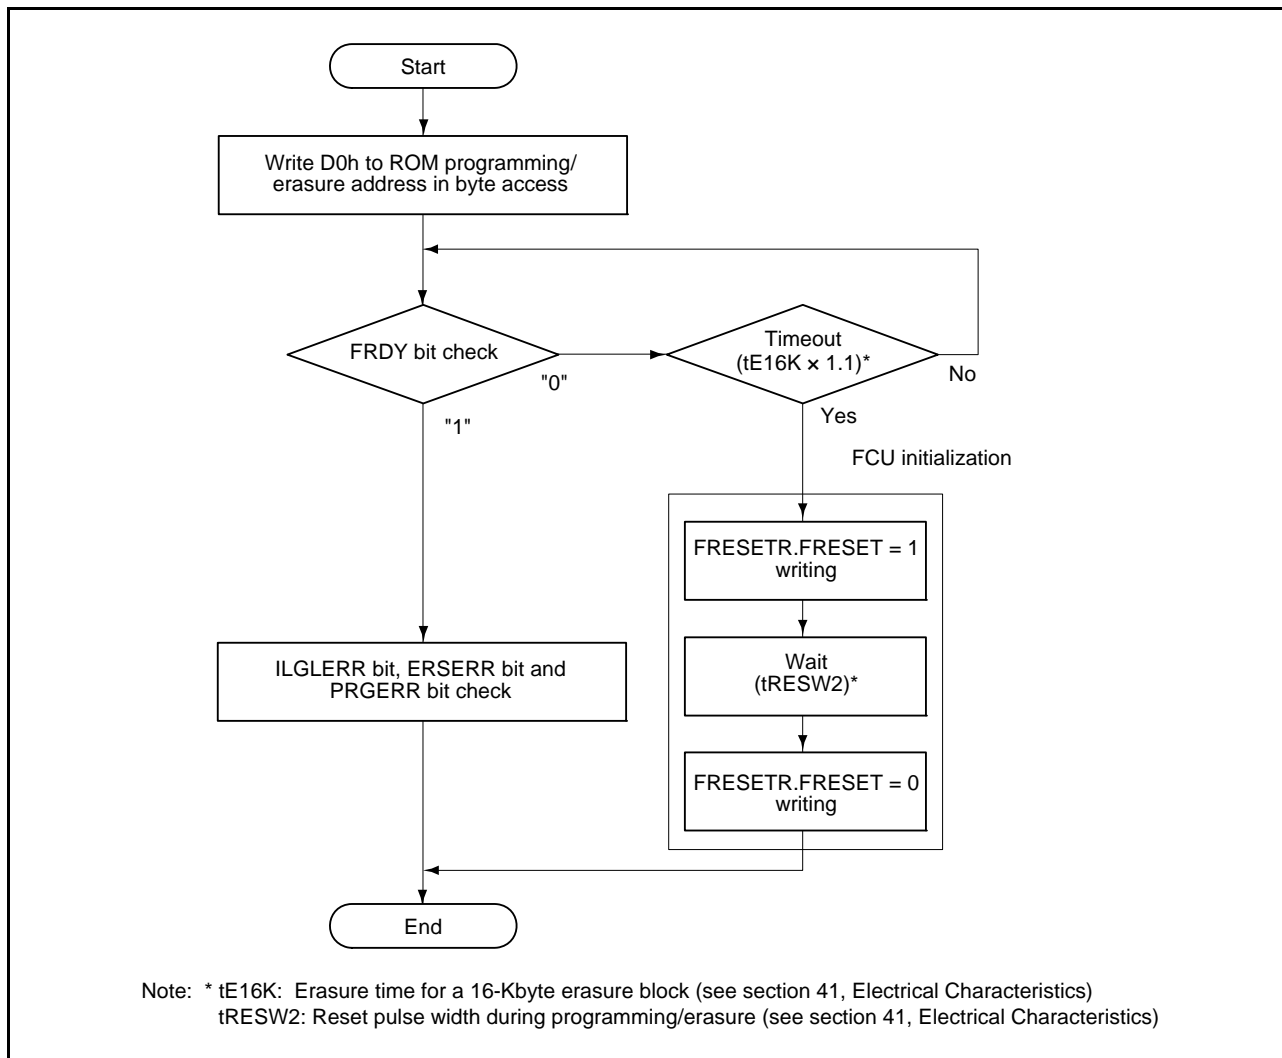 Start
Write D0h to ROM programming/
erasure address in byte access
FRDY bit check
"0"
"1"
Timeout
(tE16K × 1.1)*
No
Yes
FCU initialization
FRESETR.FRESET = 1
writing
Wait
(tRESW2)*
FRESETR.FRESET = 0
writing
ILGLERR bit, ERSERR bit and
PRGERR bit check
End
Note: * tE16K: Erasure time for a 16-Kbyte erasure block (see section 41, Electrical Characteristics)
tRESW2: Reset pulse width during programming/erasure (see section 41, Electrical Characteristics)